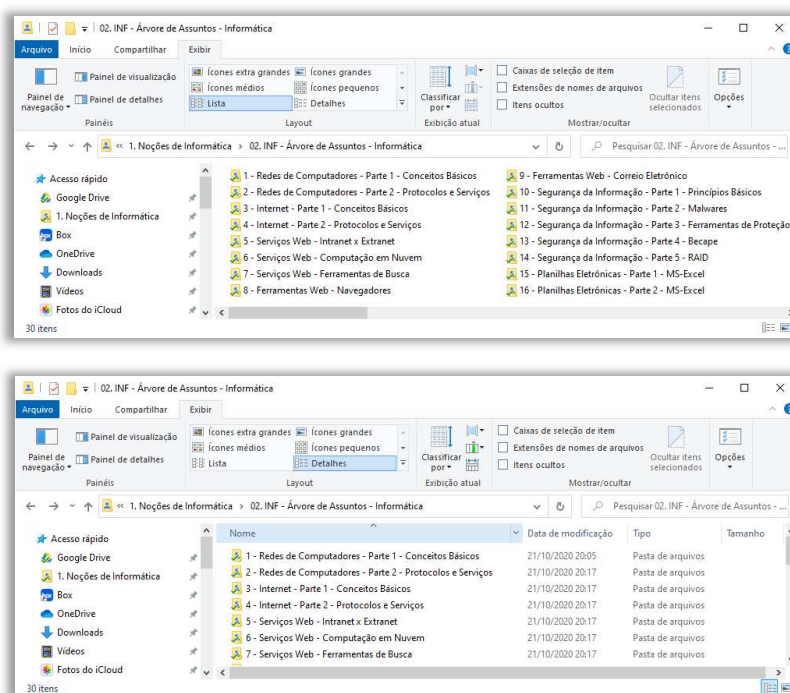 02. INF - Árvore de Assuntos - Informática
Arquivo Início Compartilhar Exibir
Painel de navegação
Painel de visualização
Painel de detalhes
Painéis
Ícones extra grandes Ícones grandes
Ícones médios Ícones pequenos
Lista Detalhes
Layout
Classificar por
Exibição atual
Caixas de seleção de item
Extensões de nomes de arquivos
Itens ocultos
Ocultar itens selecionados
Mostrar/ocultar
Opções
« 1. Noções de Informática › 02. INF - Árvore de Assuntos - Informática
Pesquisar 02. INF - Árvore de Assuntos - ...
Acesso rápido
Google Drive
1. Noções de Informática
Box
OneDrive
Downloads
Vídeos
Fotos do iCloud
1 - Redes de Computadores - Parte 1 - Conceitos Básicos
2 - Redes de Computadores - Parte 2 - Protocolos e Serviços
3 - Internet - Parte 1 - Conceitos Básicos
4 - Internet - Parte 2 - Protocolos e Serviços
5 - Serviços Web - Intranet x Extranet
6 - Serviços Web - Computação em Nuvem
7 - Serviços Web - Ferramentas de Busca
8 - Ferramentas Web - Navegadores
9 - Ferramentas Web - Correio Eletrônico
10 - Segurança da Informação - Parte 1 - Princípios Básicos
11 - Segurança da Informação - Parte 2 - Malwares
12 - Segurança da Informação - Parte 3 - Ferramentas de Proteção
13 - Segurança da Informação - Parte 4 - Becape
14 - Segurança da Informação - Parte 5 - RAID
15 - Planilhas Eletrônicas - Parte 1 - MS-Excel
16 - Planilhas Eletrônicas - Parte 2 - MS-Excel
30 itens
02. INF - Árvore de Assuntos - Informática
Arquivo Início Compartilhar Exibir
Painel de navegação
Painel de visualização
Painel de detalhes
Painéis
Ícones extra grandes Ícones grandes
Ícones médios Ícones pequenos
Lista Detalhes
Layout
Classificar por
Exibição atual
Caixas de seleção de item
Extensões de nomes de arquivos
Itens ocultos
Ocultar itens selecionados
Mostrar/ocultar
Opções
« 1. Noções de Informática › 02. INF - Árvore de Assuntos - Informática
Pesquisar 02. INF - Árvore de Assuntos - ...
Acesso rápido
Google Drive
1. Noções de Informática
Box
OneDrive
Downloads
Vídeos
Fotos do iCloud
Nome Data de modificação Tipo Tamanho
1 - Redes de Computadores - Parte 1 - Conceitos Básicos 21/10/2020 20:05 Pasta de arquivos
2 - Redes de Computadores - Parte 2 - Protocolos e Serviços 21/10/2020 20:17 Pasta de arquivos
3 - Internet - Parte 1 - Conceitos Básicos 21/10/2020 20:17 Pasta de arquivos
4 - Internet - Parte 2 - Protocolos e Serviços 21/10/2020 20:17 Pasta de arquivos
5 - Serviços Web - Intranet x Extranet 21/10/2020 20:17 Pasta de arquivos
6 - Serviços Web - Computação em Nuvem 21/10/2020 20:17 Pasta de arquivos
7 - Serviços Web - Ferramentas de Busca 21/10/2020 20:17 Pasta de arquivos
30 itens